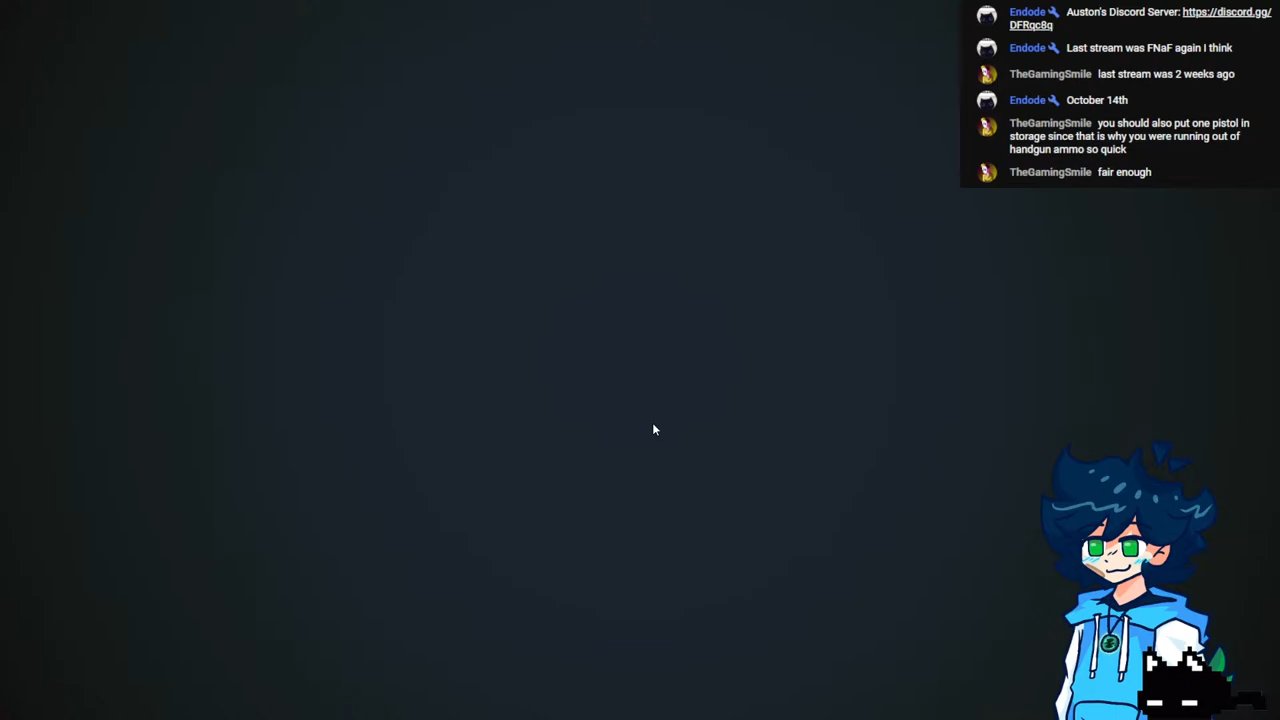 Endode Auston's Discord Server: https://discord.gg/
DFRqc8q
Endode Last stream was FNaF again I think
TheGamingSmile last stream was 2 weeks ago
Endode October 14th
TheGamingSmile you should also put one pistol in
storage since that is why you were running out of
handgun ammo so quick
TheGamingSmile fair enough